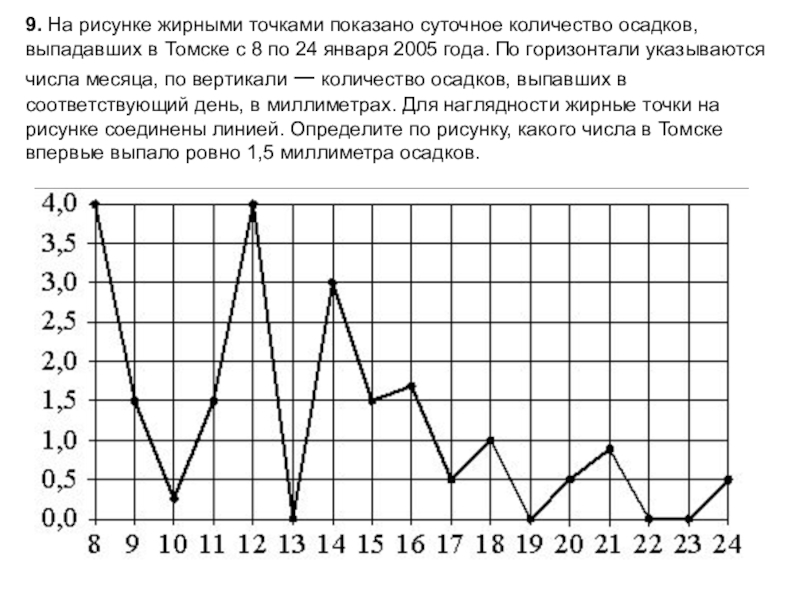 9. На рисунке жирными точками показано суточное количество осадков,
выпадавших в Томске с 8 по 24 января 2005 года. По горизонтали указываются
числа месяца, по вертикали — количество осадков, выпавших в
соответствующий день, в миллиметрах. Для наглядности жирные точки на
рисунке соединены линией. Определите по рисунку, какого числа в Томске
впервые выпало ровно 1,5 миллиметра осадков.
4,0
3,5
3,0
2,5
2,0
1,5
1,0
0,5
0,0
8 9 10 11 12 13 14 15 16 17 18 19 20 21 22 23 24